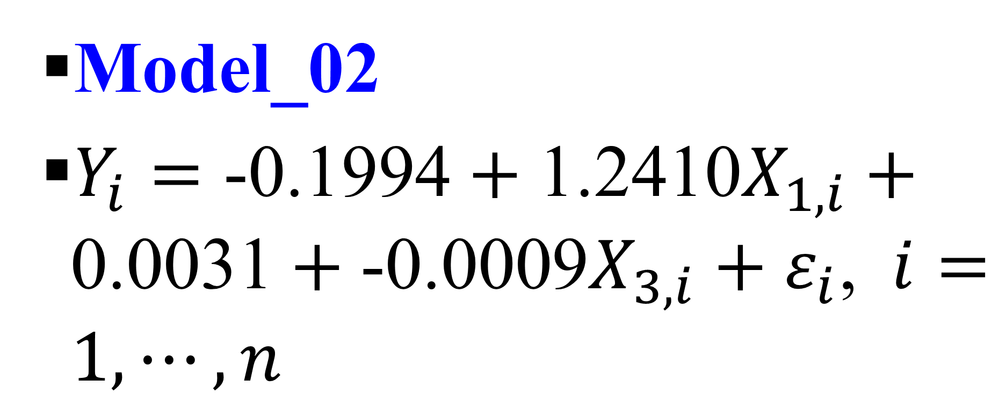 ▪Model_02
▪Yᵢ = -0.1994 + 1.2410X₁,ᵢ +
0.0031 + -0.0009X₃,ᵢ + εᵢ, i =
1, ⋯ , n